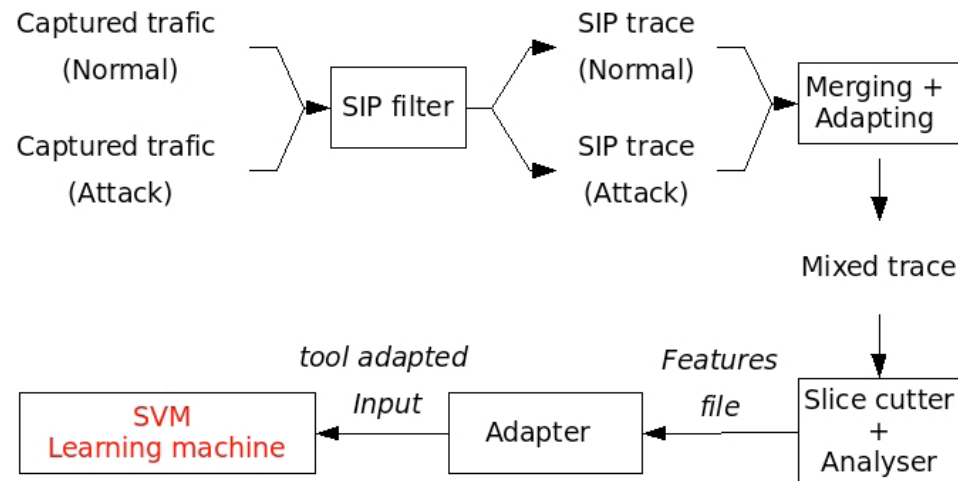 Captured trafic
(Normal)
Captured trafic
(Attack)
SIP filter
SIP trace
(Normal)
SIP trace
(Attack)
Merging +
Adapting
Mixed trace
Slice cutter
+
Analyser
Features
file
Adapter
tool adapted
Input
SVM
Learning machine